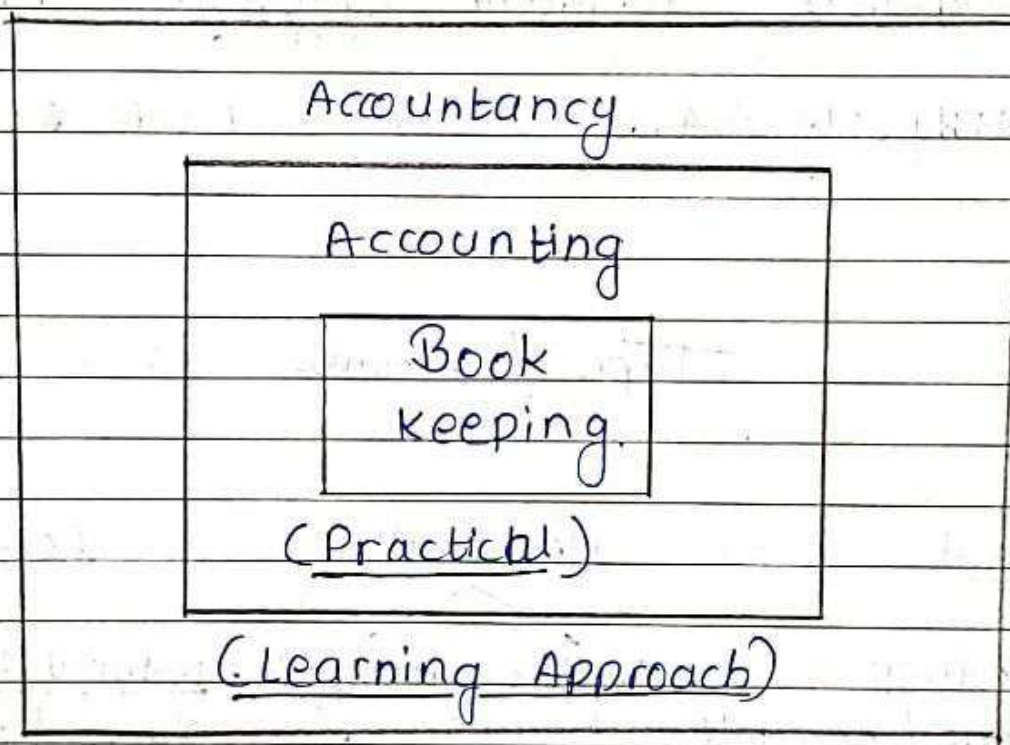 Accountancy.
Accounting
Book
keeping.
(Practical.)
(Learning Approach)